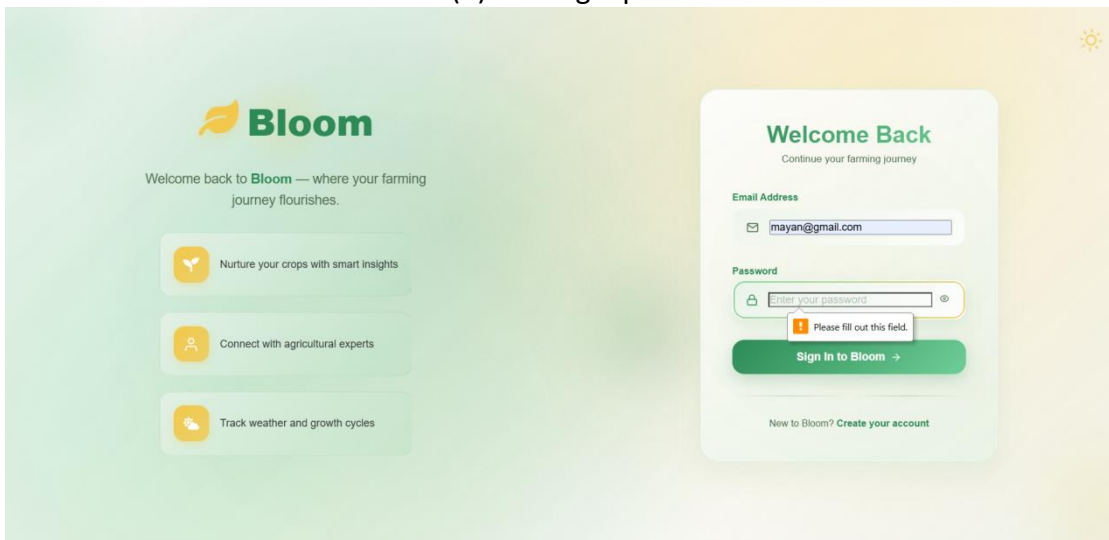 Bloom
Welcome back to Bloom — where your farming
journey flourishes.
Nurture your crops with smart insights
Connect with agricultural experts
Track weather and growth cycles
Welcome Back
Continue your farming journey
Email Address
mayan@gmail.com
Password
Enter your password
Please fill out this field.
Sign In to Bloom →
New to Bloom? Create your account